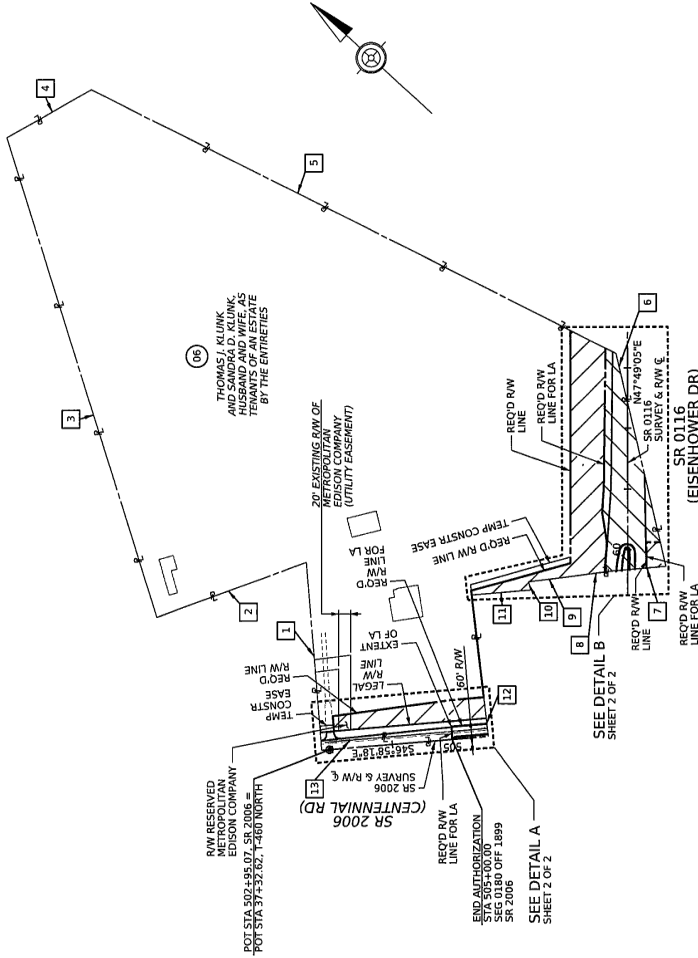 4
5
3
06
THOMAS J. KLUNK
AND SANDRA D. KLUNK,
HUSBAND AND WIFE, AS
TENANTS OF AN ESTATE
BY THE ENTIRETIES
2
1
20' EXISTING R/W OF
METROPOLITAN
EDISON COMPANY
(UTILITY EASEMENT)
R/W RESERVED
METROPOLITAN
EDISON COMPANY
POT STA 502+95.07, SR 2006 =
POT STA 37+32.62, T-460 NORTH
TEMP
CONSTR
EASE
REQ'D
R/W LINE
LEGAL
R/W
LINE
EXTENT
OF LA
REQ'D
R/W
LINE
FOR LA
13
S46°58'18"E
505
SR 2006
SURVEY & R/W ℄
SR 2006
(CENTENNIAL RD)
REQ'D R/W
LINE FOR LA
END AUTHORIZATION
STA 505+00.00
SEG 0180 OFF 1899
SR 2006
SEE DETAIL A
SHEET 2 OF 2
12
60' R/W
TEMP CONSTR EASE
REQ'D R/W LINE
11
10
9
8
7
SEE DETAIL B
SHEET 2 OF 2
REQ'D R/W
LINE
REQ'D R/W
LINE FOR LA
REQ'D R/W
LINE
REQ'D R/W
LINE FOR LA
60
6
N47°49'05"E
SR 0116
SURVEY & R/W ℄
SR 0116
(EISENHOWER DR)